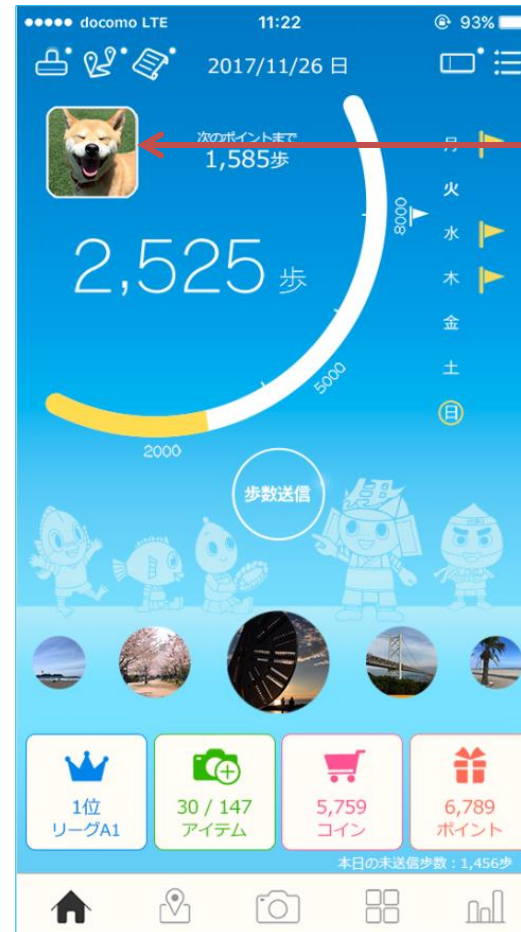 docomo LTE 11:22 93%
2017/11/26 日
次のポイントまで
1,585歩
月
火
8000
水
2,525 歩
木
金
5000
土
日
2000
歩数送信
1位
リーグA1
30 / 147
アイテム
5,759
コイン
6,789
ポイント
本日の未送信歩数：1,456歩